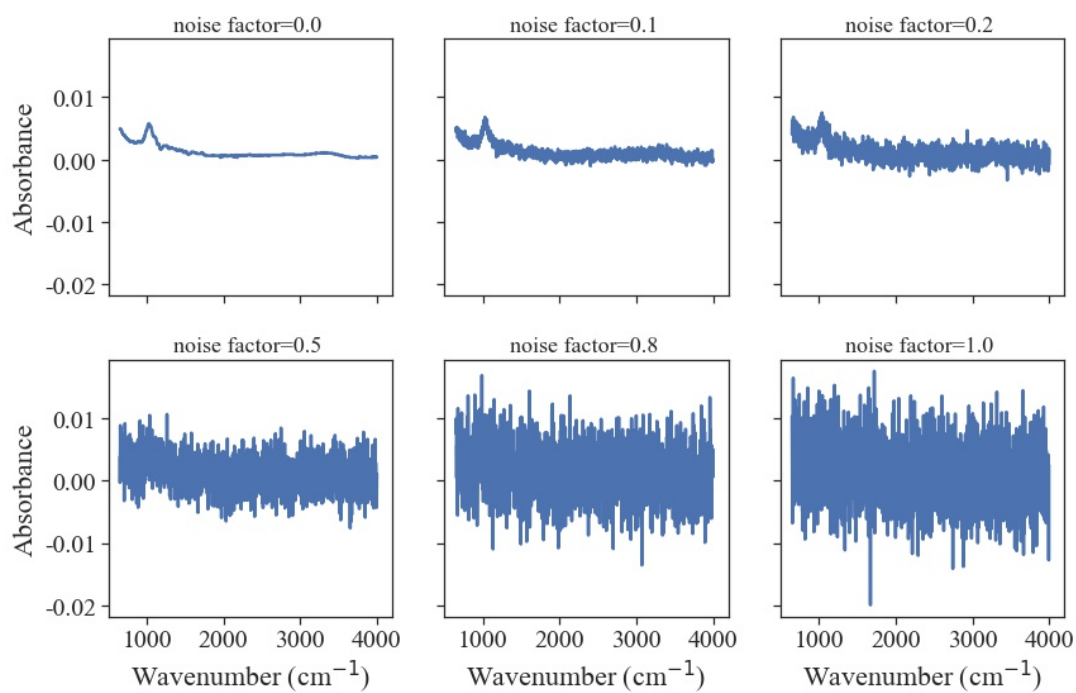 noise factor=0.0
noise factor=0.1
noise factor=0.2
Absorbance
0.01
0.00
-0.01
-0.02
noise factor=0.5
noise factor=0.8
noise factor=1.0
Absorbance
0.01
0.00
-0.01
-0.02
1000 2000 3000 4000
1000 2000 3000 4000
1000 2000 3000 4000
Wavenumber (cm⁻¹)
Wavenumber (cm⁻¹)
Wavenumber (cm⁻¹)